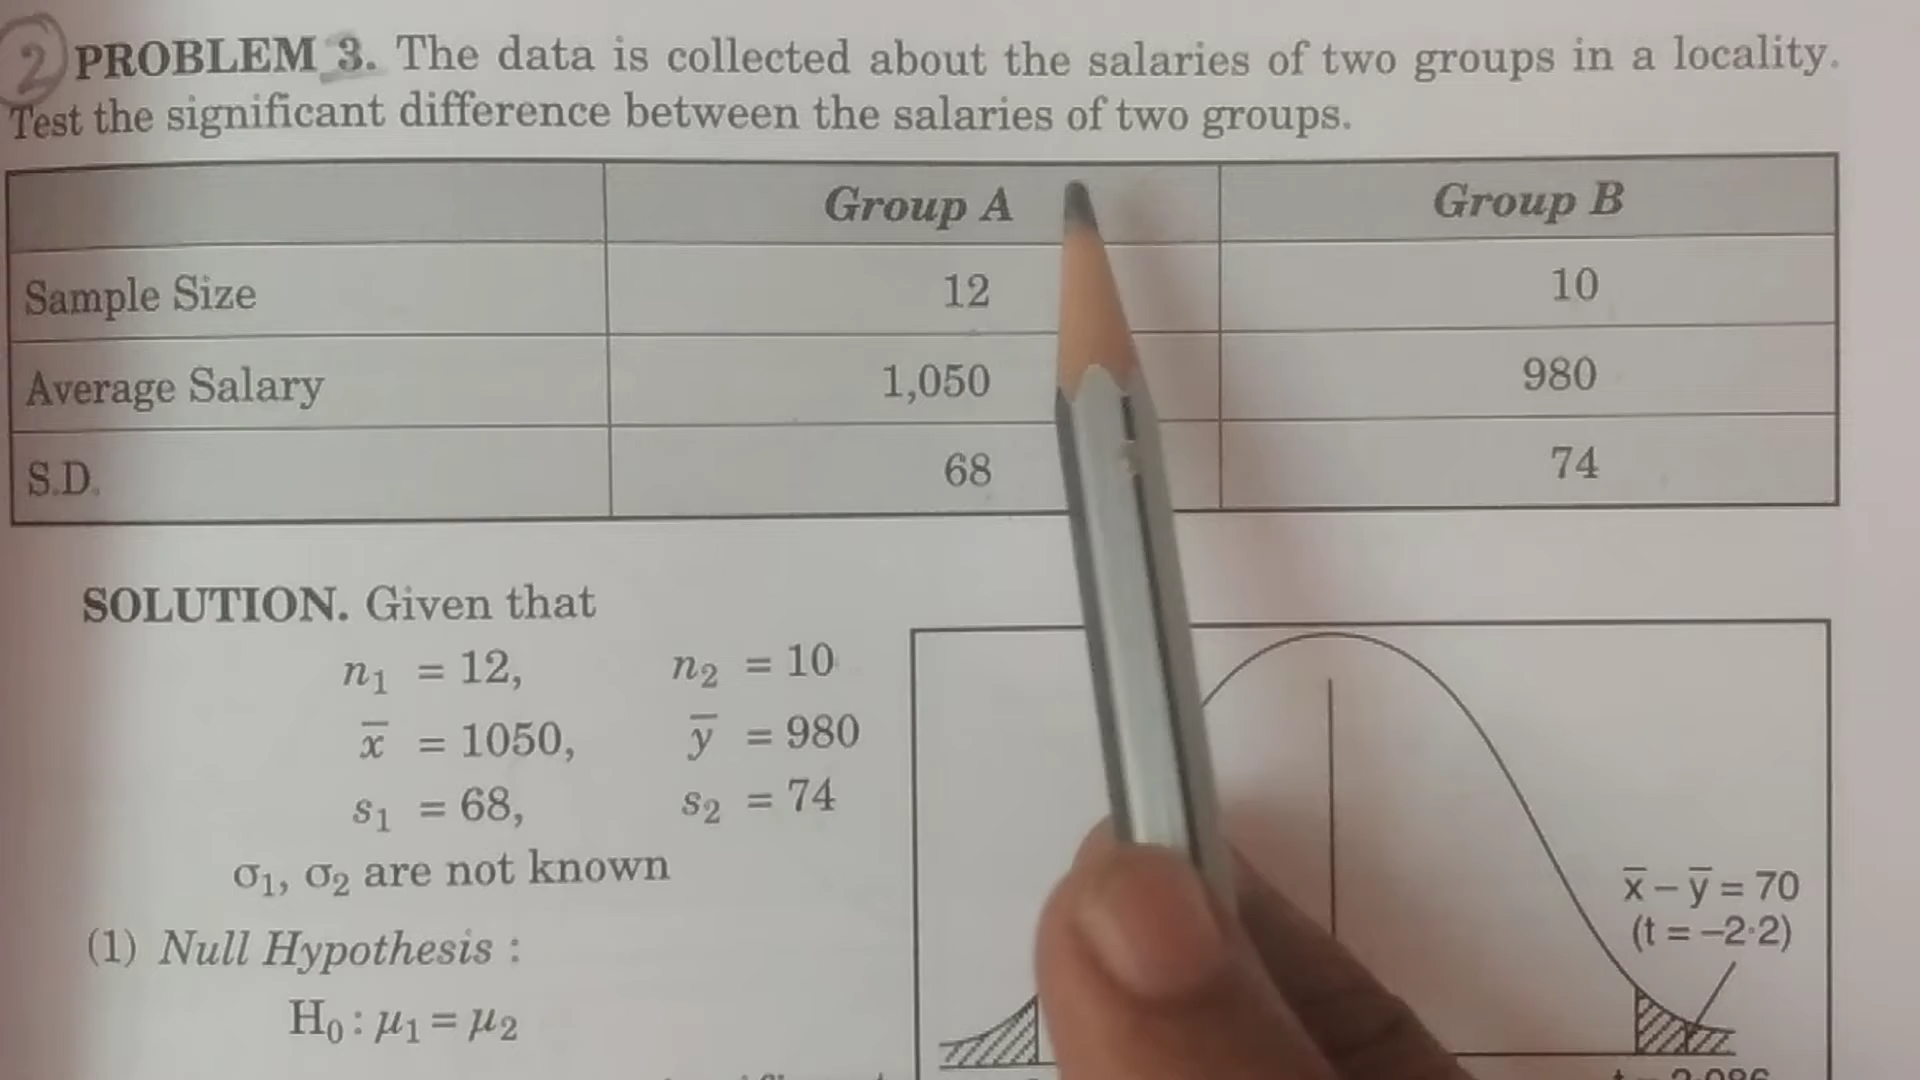 2 PROBLEM 3. The data is collected about the salaries of two groups in a locality.
Test the significant difference between the salaries of two groups.
Group A Group B
Sample Size 12 10
Average Salary 1,050 980
S.D. 68 74
SOLUTION. Given that
n₁ = 12, n₂ = 10
x̄ = 1050, ȳ = 980
s₁ = 68, s₂ = 74
σ₁, σ₂ are not known
(1) Null Hypothesis :
H₀ : μ₁ = μ₂
x̄ – ȳ = 70
(t = –2·2)